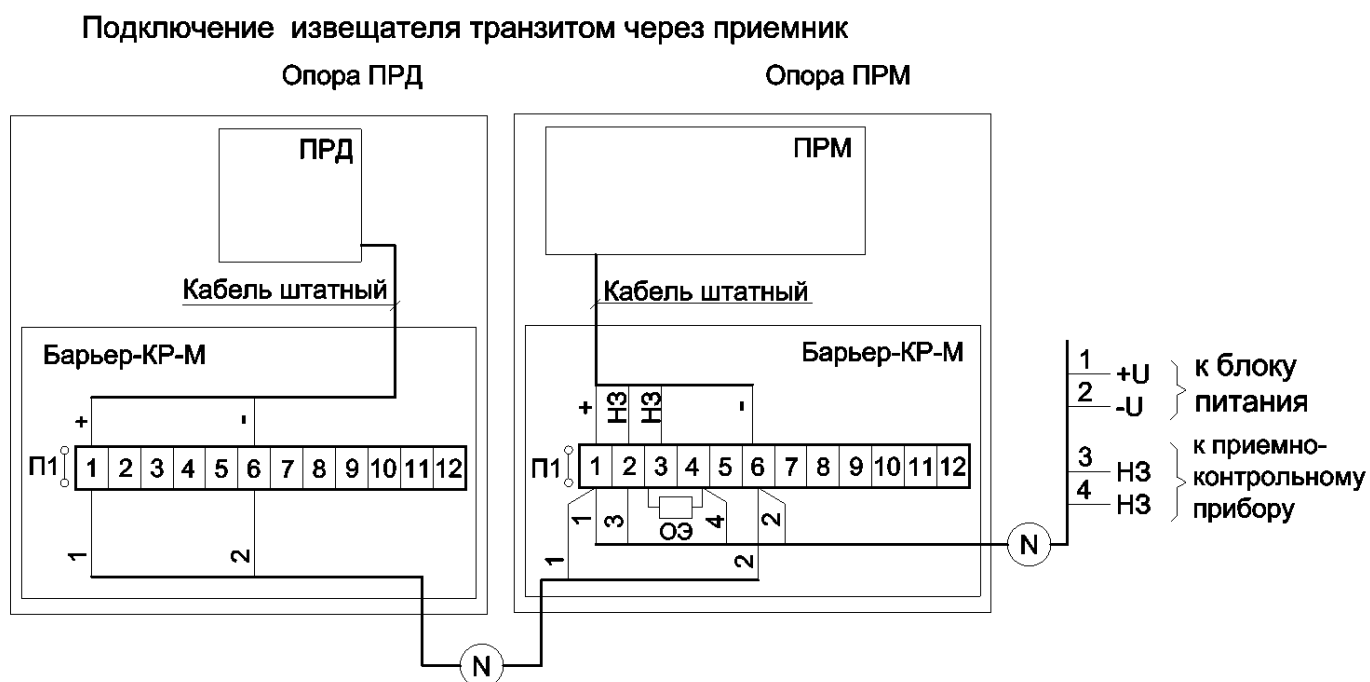 Подключение извещателя транзитом через приемник
Опора ПРД
Опора ПРМ
ПРД
ПРМ
Кабель штатный
Кабель штатный
Барьер-КР-М
Барьер-КР-М
+
-
П1 1 2 3 4 5 6 7 8 9 10 11 12
1
2
+
НЗ
НЗ
-
П1 1 2 3 4 5 6 7 8 9 10 11 12
1
3
ОЭ
4
2
1
2
N
N
1 +U
2 -U
к блоку
питания
3 НЗ
4 НЗ
к приемно-
контрольному
прибору